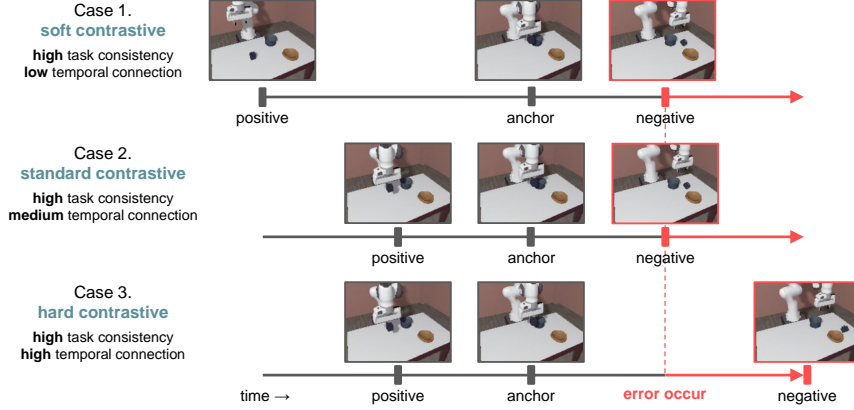 Case 1.
soft contrastive
high task consistency
low temporal connection
positive
anchor
negative
Case 2.
standard contrastive
high task consistency
medium temporal connection
positive
anchor
negative
Case 3.
hard contrastive
high task consistency
high temporal connection
time →
positive
anchor
error occur
negative